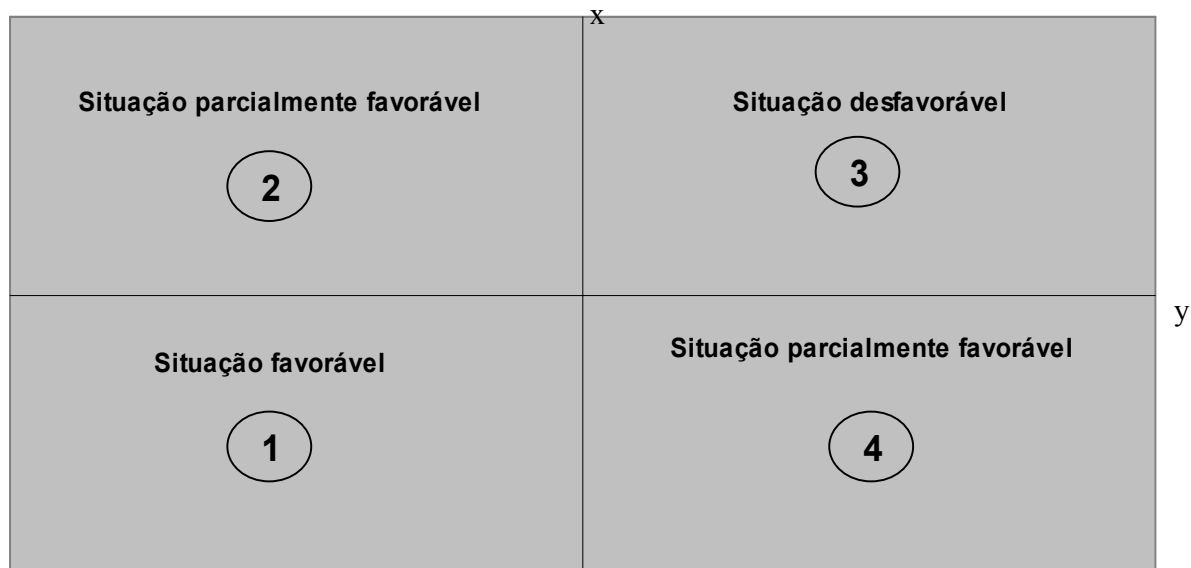 x
Situação parcialmente favorável
Situação desfavorável
2
3
y
Situação favorável
Situação parcialmente favorável
1
4